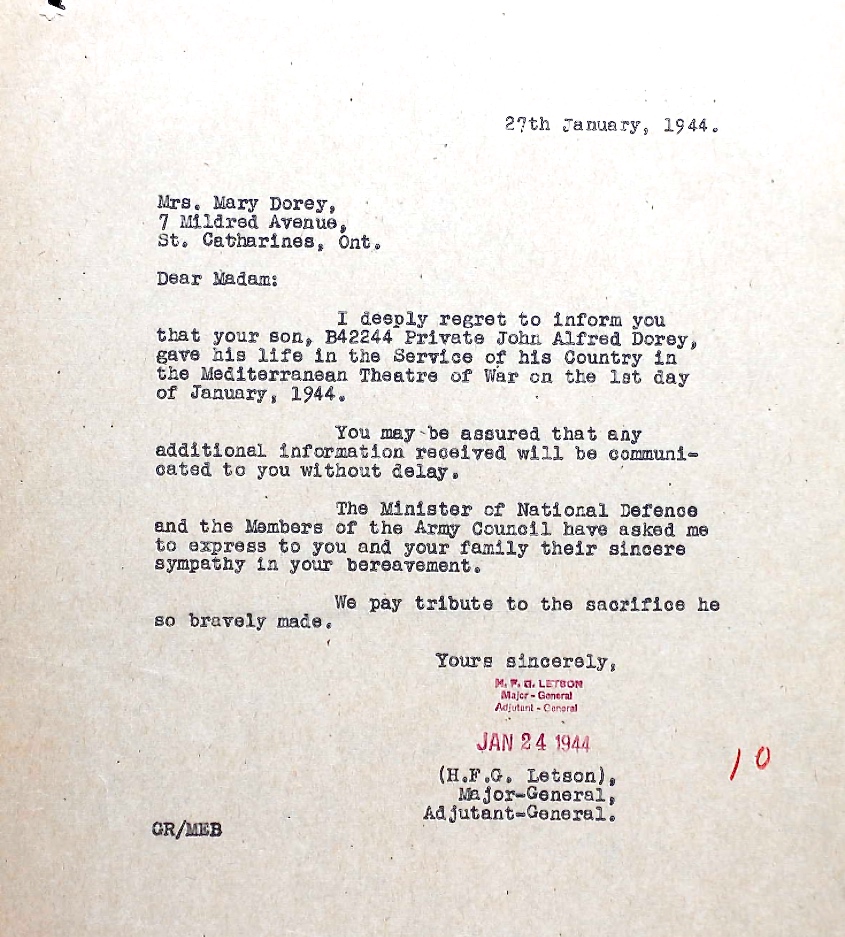 27th January, 1944.
Mrs. Mary Dorey,
7 Mildred Avenue,
St. Catharines, Ont.
Dear Madam:
I deeply regret to inform you
that your son, B42244 Private John Alfred Dorey,
gave his life in the Service of his Country in
the Mediterranean Theatre of War on the 1st day
of January, 1944.
You may be assured that any
additional information received will be communi-
cated to you without delay.
The Minister of National Defence
and the Members of the Army Council have asked me
to express to you and your family their sincere
sympathy in your bereavement.
We pay tribute to the sacrifice he
so bravely made.
Yours sincerely,
H. F. G. LETSON
Major - General
Adjutant - General
JAN 24 1944
10
(H.F.G. Letson),
Major-General,
Adjutant-General.
GR/MEB